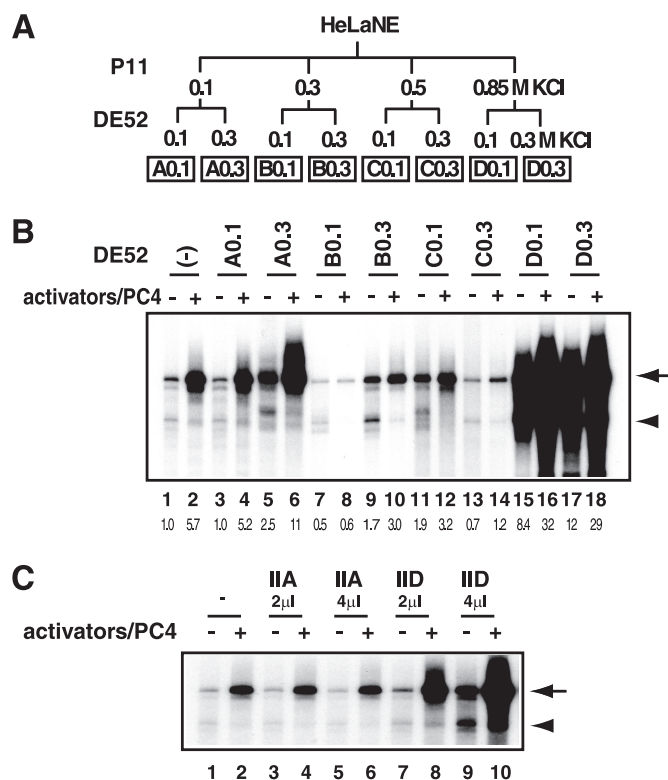 A
HeLaNE
P11
0.1 0.3 0.5 0.85 M KCl
DE52
0.1 0.3 0.1 0.3 0.1 0.3 0.1 0.3 M KCl
A0.1 A0.3 B0.1 B0.3 C0.1 C0.3 D0.1 D0.3
B
DE52 (-) A0.1 A0.3 B0.1 B0.3 C0.1 C0.3 D0.1 D0.3
activators/PC4 - + - + - + - + - + - + - + - + - +
1 2 3 4 5 6 7 8 9 10 11 12 13 14 15 16 17 18
1.0 5.7 1.0 5.2 2.5 11 0.5 0.6 1.7 3.0 1.9 3.2 0.7 1.2 8.4 32 12 29
C
- IIA IIA IID IID
2μl 4μl 2μl 4μl
activators/PC4 - + - + - + - + - +
1 2 3 4 5 6 7 8 9 10